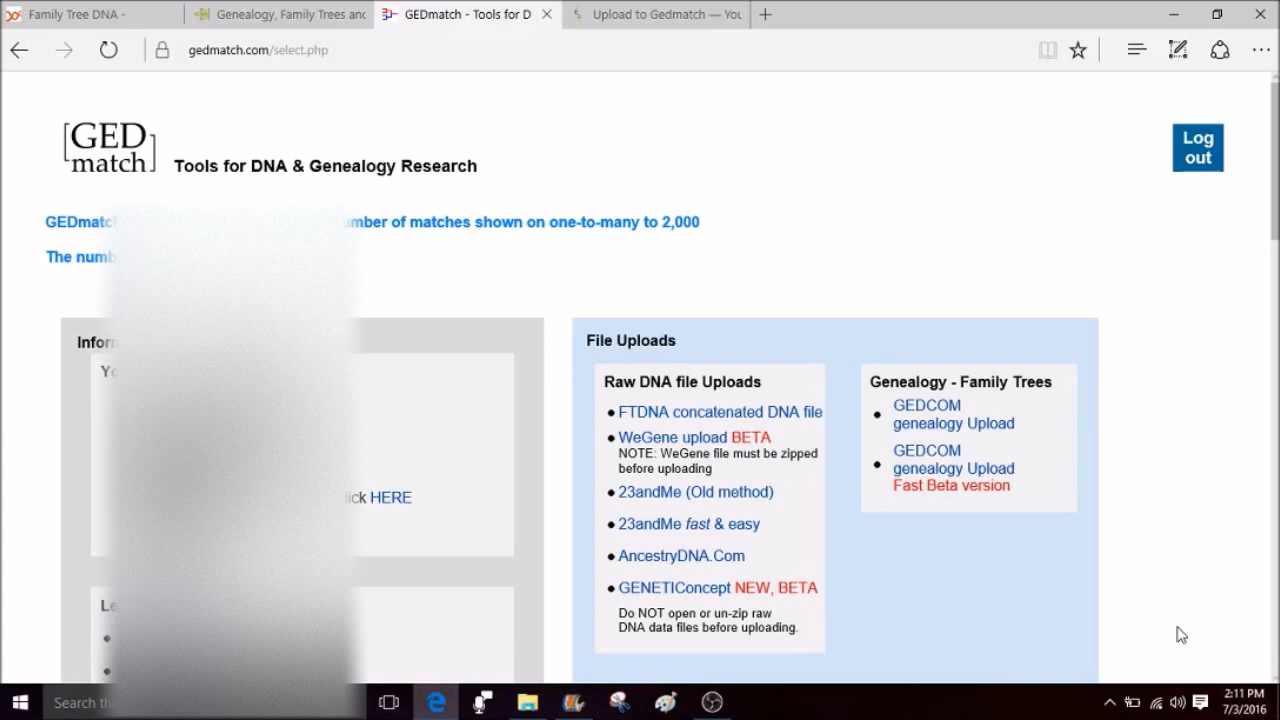 Family Tree DNA -
Genealogy, Family Trees and
GEDmatch - Tools for D
Upload to Gedmatch — You
gedmatch.com/select.php
[GED
match]
Tools for DNA & Genealogy Research
Log
out
GEDmatch
number of matches shown on one-to-many to 2,000
The
File Uploads
Raw DNA file Uploads
• FTDNA concatenated DNA file
• WeGene upload BETA
NOTE: WeGene file must be zipped
before uploading
• 23andMe (Old method)
• 23andMe fast & easy
• AncestryDNA.Com
• GENETIConcept NEW, BETA
Do NOT open or un-zip raw
DNA data files before uploading.
Genealogy - Family Trees
• GEDCOM
genealogy Upload
• GEDCOM
genealogy Upload
Fast Beta version
HERE
Search
2:11 PM
7/3/2016